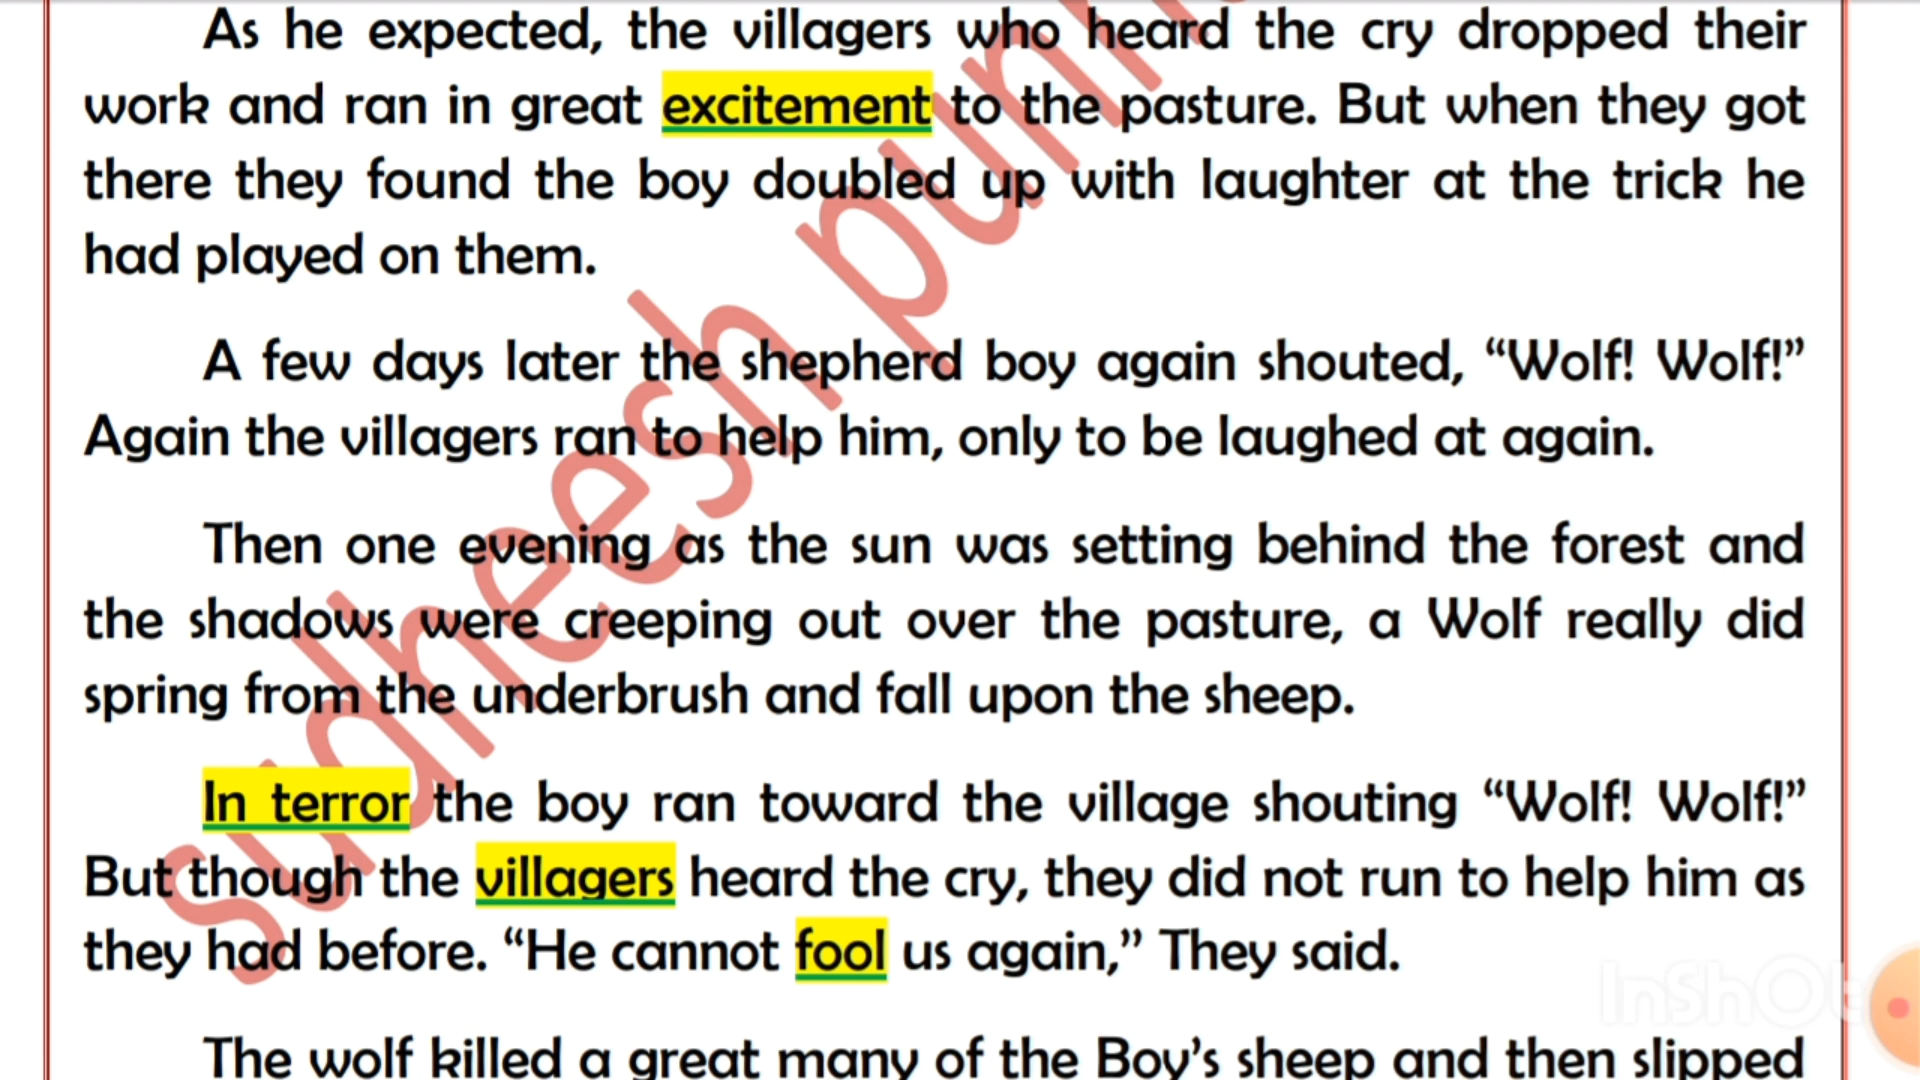 As he expected, the villagers who heard the cry dropped their
work and ran in great excitement to the pasture. But when they got
there they found the boy doubled up with laughter at the trick he
had played on them.
A few days later the shepherd boy again shouted, “Wolf! Wolf!”
Again the villagers ran to help him, only to be laughed at again.
Then one evening as the sun was setting behind the forest and
the shadows were creeping out over the pasture, a Wolf really did
spring from the underbrush and fall upon the sheep.
In terror the boy ran toward the village shouting “Wolf! Wolf!”
But though the villagers heard the cry, they did not run to help him as
they had before. “He cannot fool us again,” They said.
The wolf killed a great many of the Boy’s sheep and then slipped
sudheesh
InShOt